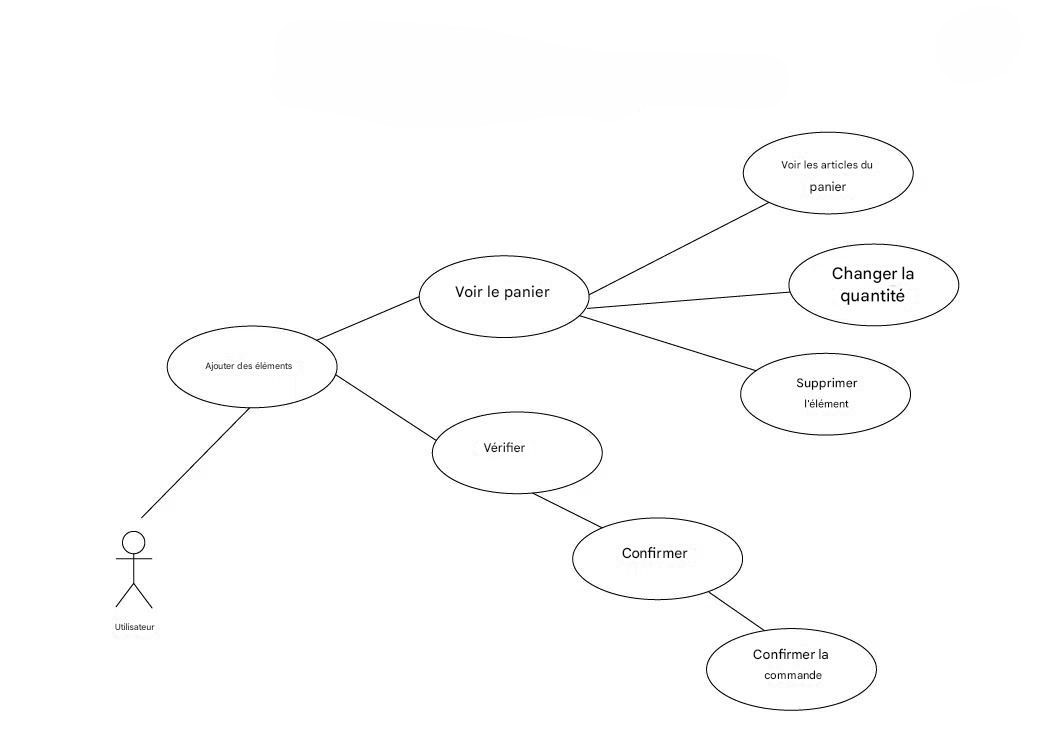 Voir les articles du
panier
Changer la
quantité
Voir le panier
Ajouter des éléments
Supprimer
l'élément
Vérifier
Confirmer
Utilisateur
Confirmer la
commande